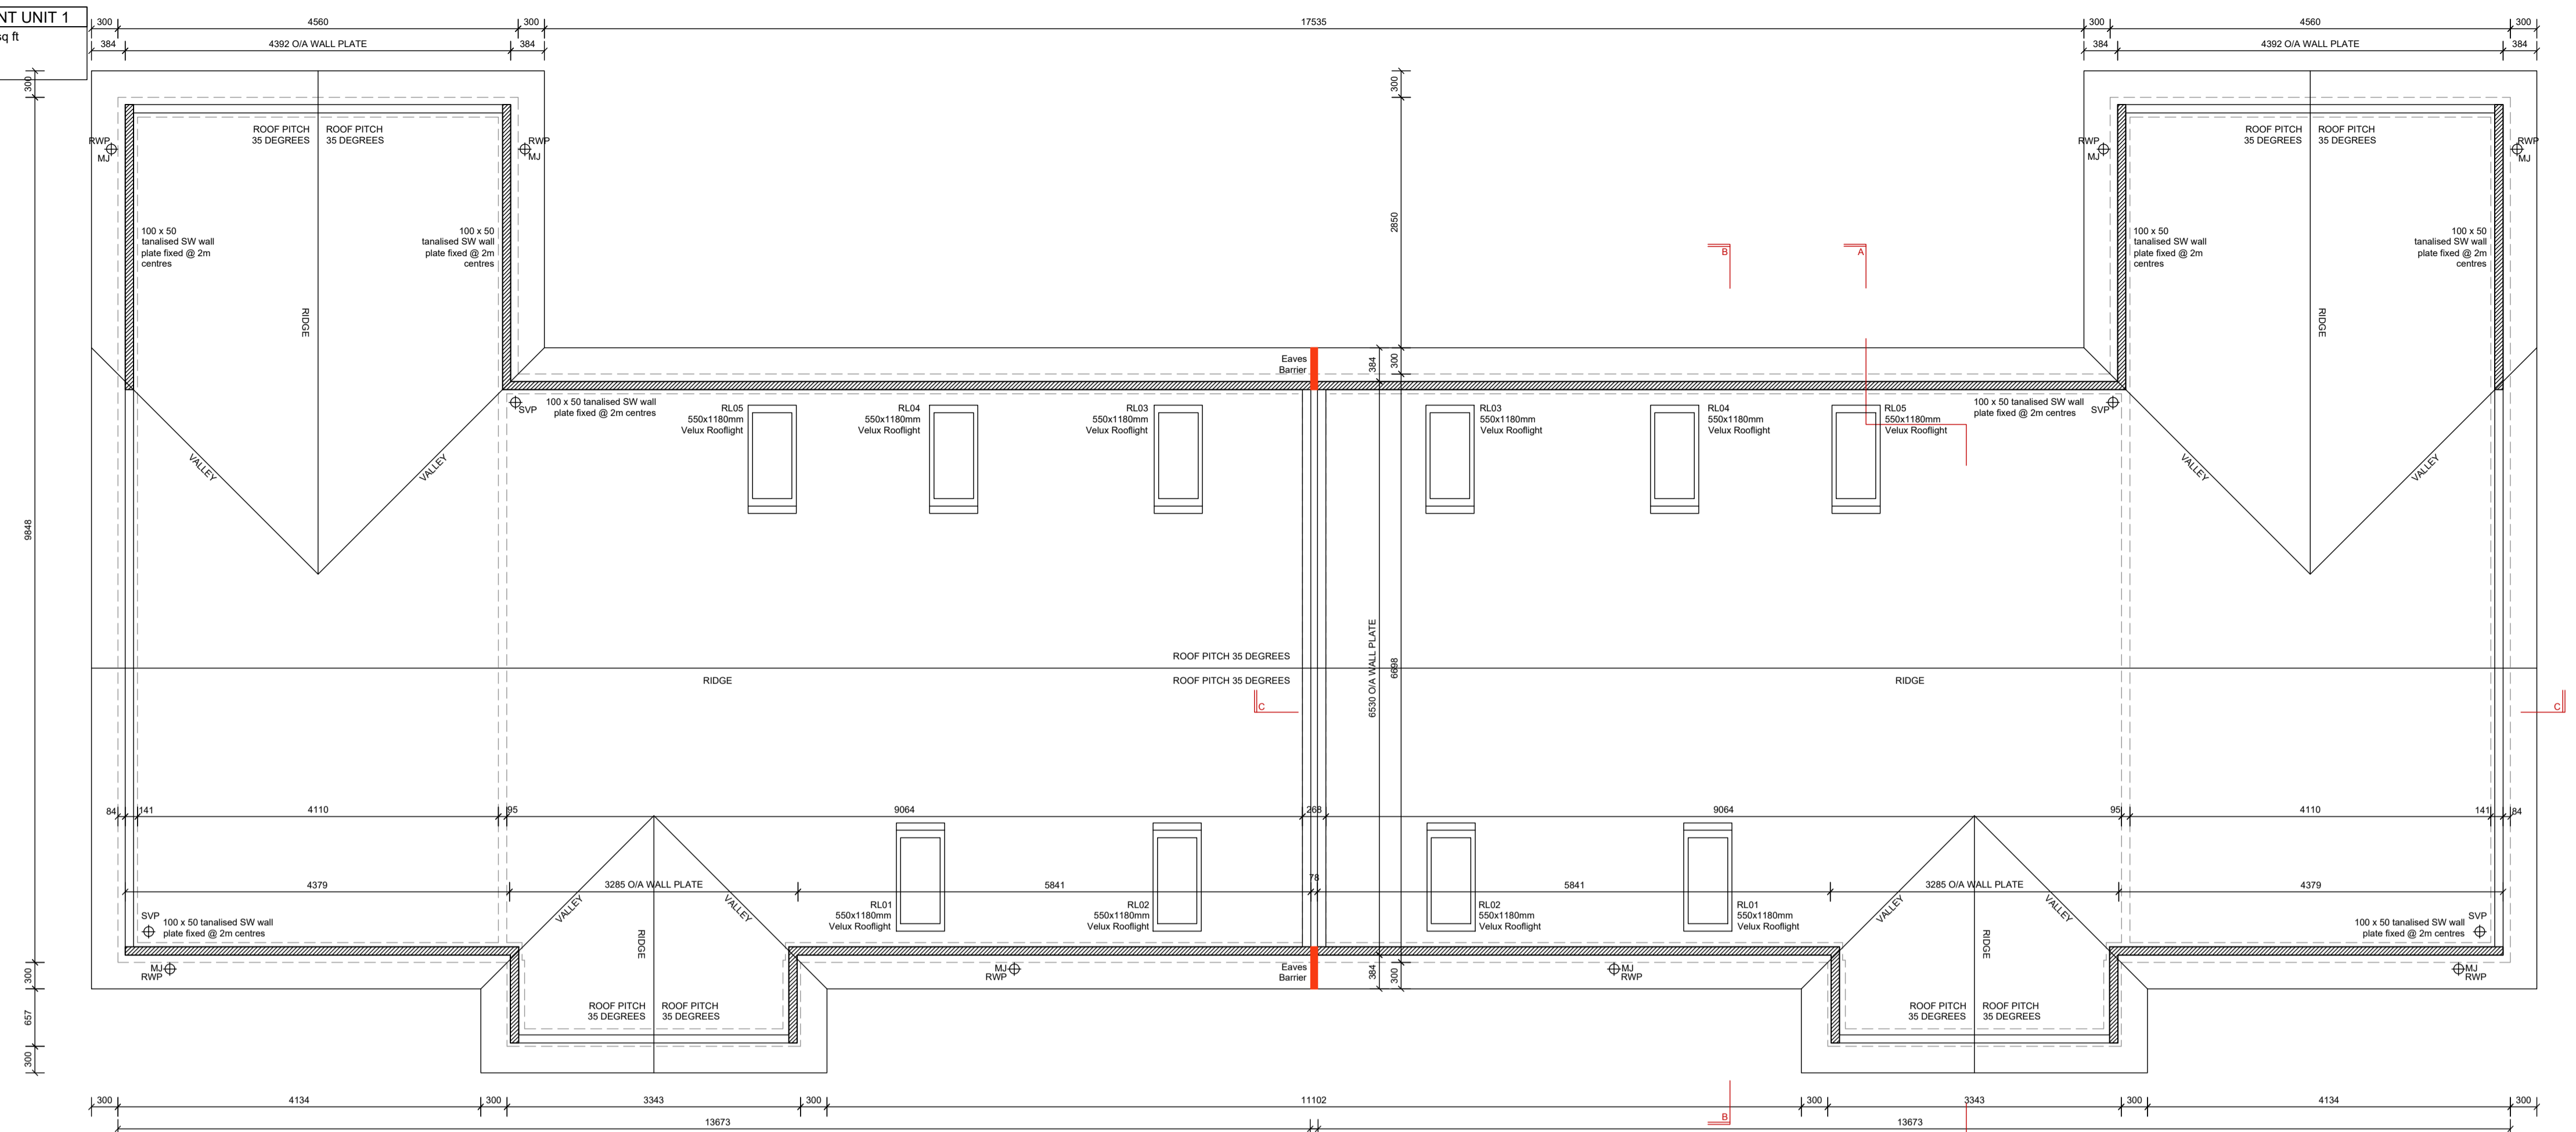 NT UNIT 1
sq ft
300
4560
300
17535
300
4560
300
384
4392 O/A WALL PLATE
384
384
4392 O/A WALL PLATE
384
300
300
ROOF PITCH
35 DEGREES
ROOF PITCH
35 DEGREES
ROOF PITCH
35 DEGREES
ROOF PITCH
35 DEGREES
RWP
MJ
RWP
MJ
RWP
MJ
RWP
MJ
100 x 50
tanalised SW wall
plate fixed @ 2m
centres
100 x 50
tanalised SW wall
plate fixed @ 2m
centres
2850
B
A
100 x 50
tanalised SW wall
plate fixed @ 2m
centres
100 x 50
tanalised SW wall
plate fixed @ 2m
centres
RIDGE
RIDGE
Eaves
Barrier
384
300
SVP
100 x 50 tanalised SW wall
plate fixed @ 2m centres
RL05
550x1180mm
Velux Rooflight
RL04
550x1180mm
Velux Rooflight
RL03
550x1180mm
Velux Rooflight
RL03
550x1180mm
Velux Rooflight
RL04
550x1180mm
Velux Rooflight
RL05
550x1180mm
Velux Rooflight
100 x 50 tanalised SW wall
plate fixed @ 2m centres
SVP
VALLEY
VALLEY
VALLEY
VALLEY
9848
ROOF PITCH 35 DEGREES
RIDGE
ROOF PITCH 35 DEGREES
6530 O/A WALL PLATE
6698
RIDGE
C
C
84
141
4110
95
9064
268
9064
95
4110
141
84
4379
3285 O/A WALL PLATE
5841
78
5841
3285 O/A WALL PLATE
4379
VALLEY
VALLEY
VALLEY
VALLEY
RL01
550x1180mm
Velux Rooflight
RL02
550x1180mm
Velux Rooflight
RL02
550x1180mm
Velux Rooflight
RL01
550x1180mm
Velux Rooflight
SVP
100 x 50 tanalised SW wall
plate fixed @ 2m centres
100 x 50 tanalised SW wall
plate fixed @ 2m centres
SVP
RIDGE
RIDGE
300
MJ
RWP
MJ
RWP
Eaves
Barrier
384
300
MJ
RWP
MJ
RWP
657
ROOF PITCH
35 DEGREES
ROOF PITCH
35 DEGREES
ROOF PITCH
35 DEGREES
ROOF PITCH
35 DEGREES
300
300
4134
300
3343
300
11102
300
3343
300
4134
300
B
13673
13673